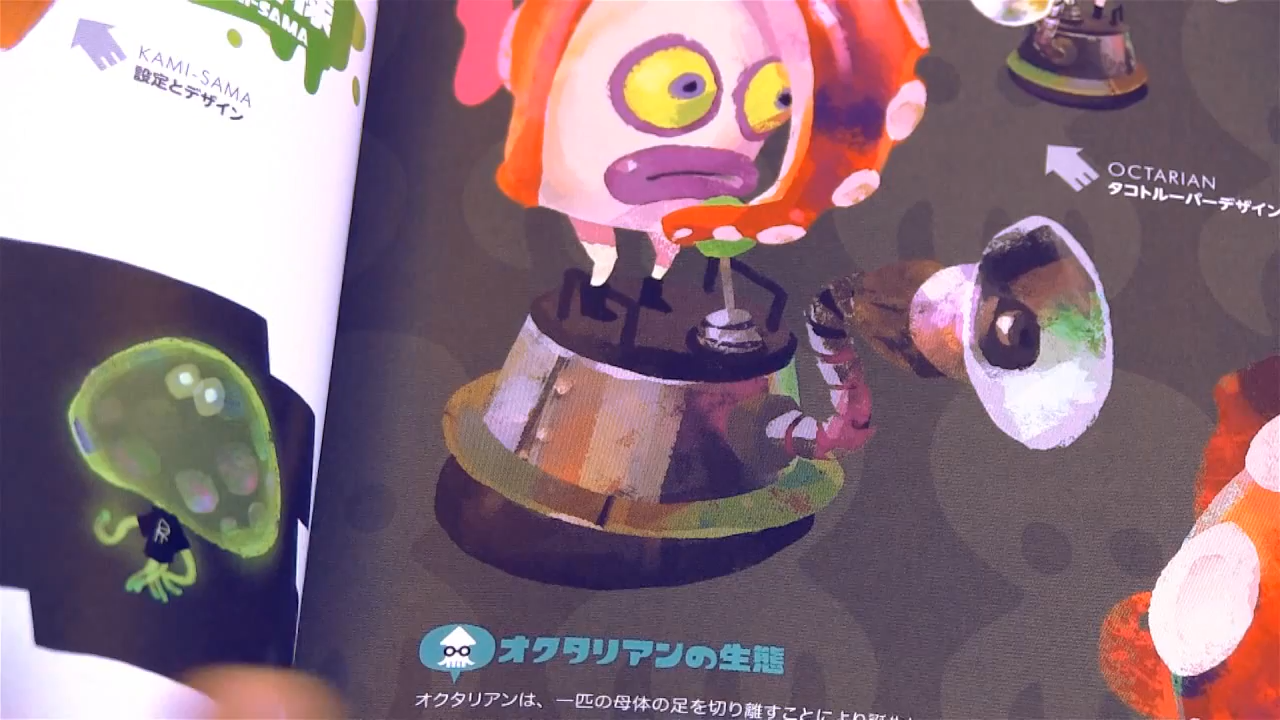 -SAMA
KAMI-SAMA
設定とデザイン
OCTARIAN
タコトルーパーデザイン
オクタリアンの生態
オクタリアンは、一匹の母体の足を切り離すことにより